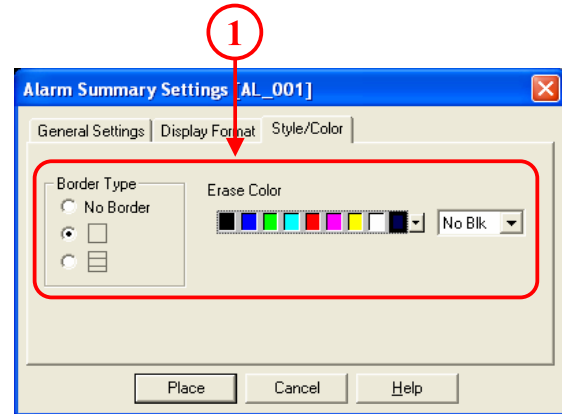 1
Alarm Summary Settings [AL_001]
General Settings Display Format Style/Color
Border Type
Erase Color
No Border
No Blk
Place Cancel Help